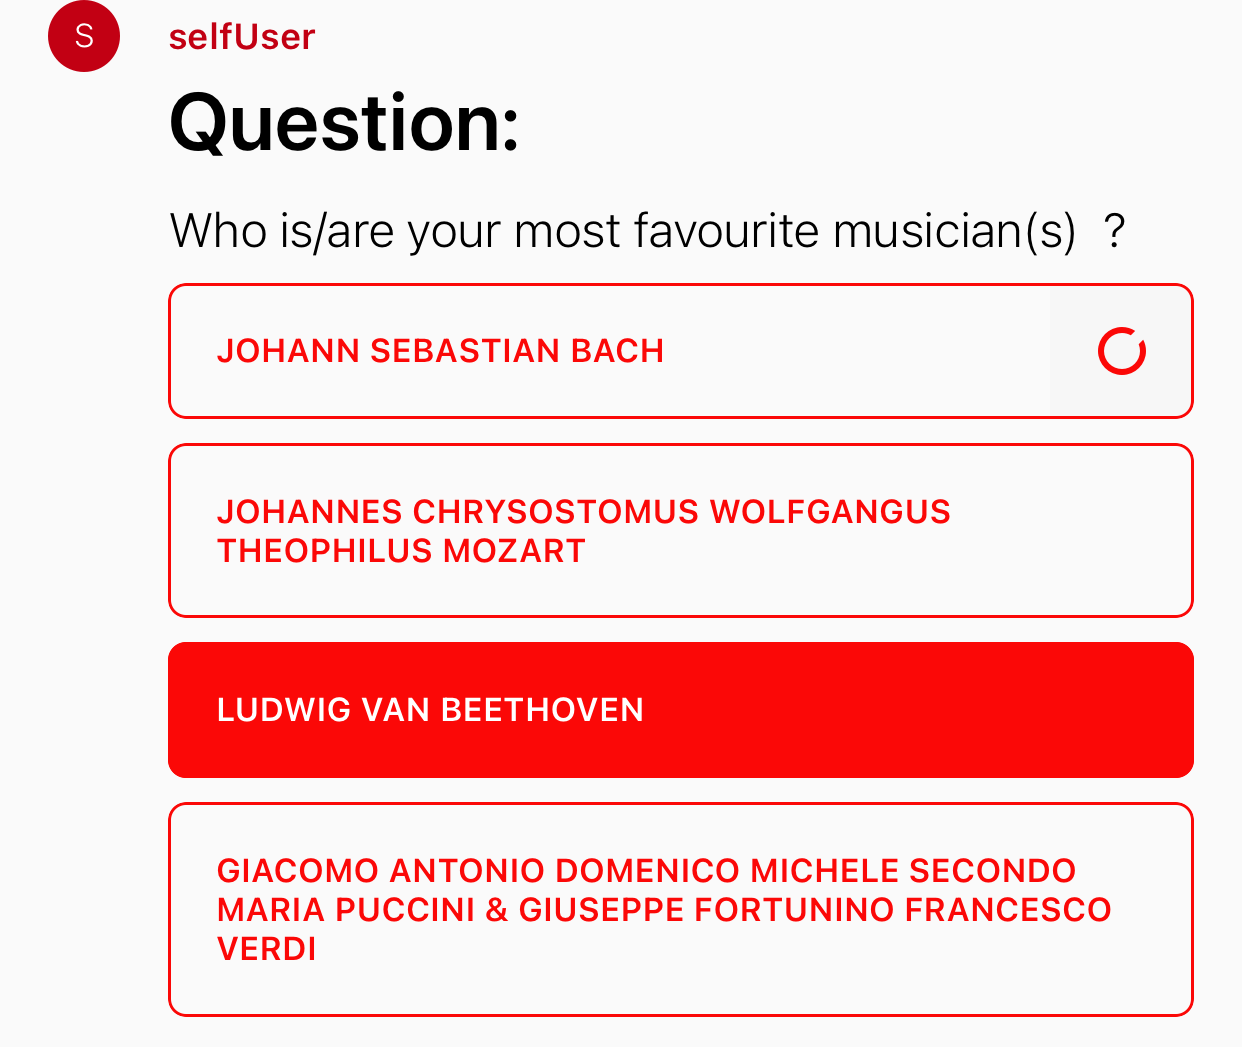 S
selfUser
Question:
Who is/are your most favourite musician(s)  ?
JOHANN SEBASTIAN BACH
JOHANNES CHRYSOSTOMUS WOLFGANGUS
THEOPHILUS MOZART
LUDWIG VAN BEETHOVEN
GIACOMO ANTONIO DOMENICO MICHELE SECONDO
MARIA PUCCINI & GIUSEPPE FORTUNINO FRANCESCO
VERDI